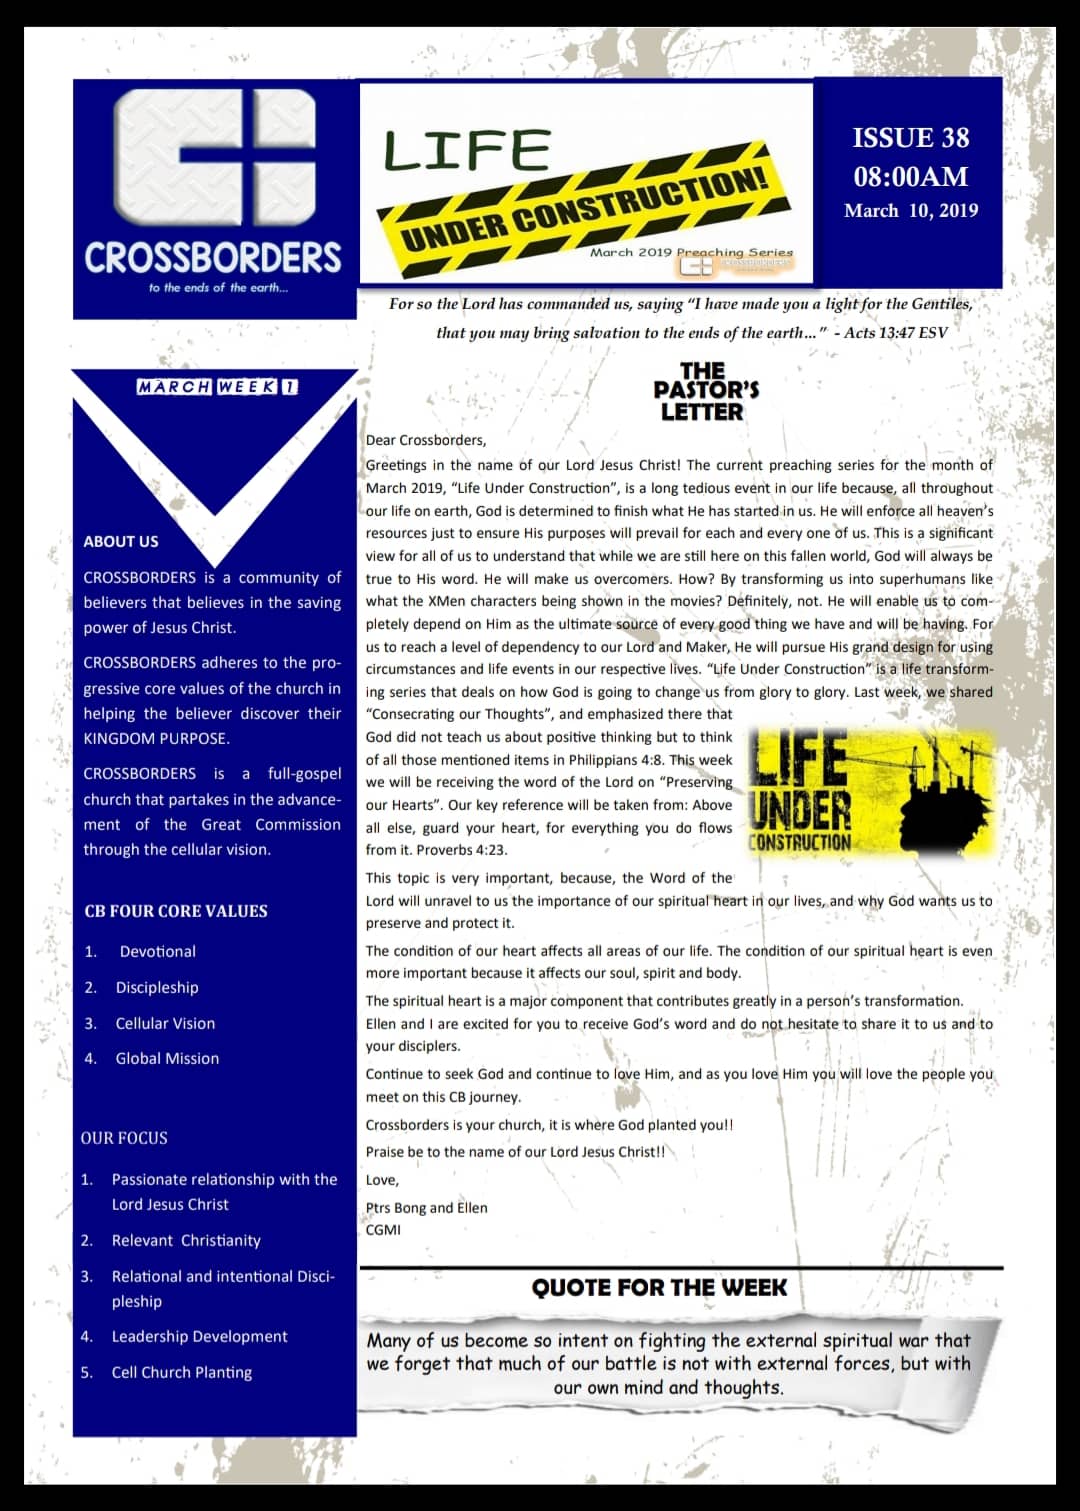 CROSSBORDERS
to the ends of the earth...
LIFE
UNDER CONSTRUCTION!
March 2019 Preaching Series
CROSSBORDERS
ISSUE 38
08:00AM
March 10, 2019
For so the Lord has commanded us, saying “I have made you a light for the Gentiles,
that you may bring salvation to the ends of the earth…” - Acts 13:47 ESV
MARCH WEEK 1
ABOUT US
CROSSBORDERS is a community of
believers that believes in the saving
power of Jesus Christ.
CROSSBORDERS adheres to the pro-
gressive core values of the church in
helping the believer discover their
KINGDOM PURPOSE.
CROSSBORDERS is a full-gospel
church that partakes in the advance-
ment of the Great Commission
through the cellular vision.
CB FOUR CORE VALUES
1. Devotional
2. Discipleship
3. Cellular Vision
4. Global Mission
OUR FOCUS
1. Passionate relationship with the
Lord Jesus Christ
2. Relevant Christianity
3. Relational and intentional Disci-
pleship
4. Leadership Development
5. Cell Church Planting
THE
PASTOR’S
LETTER
Dear Crossborders,
Greetings in the name of our Lord Jesus Christ! The current preaching series for the month of
March 2019, “Life Under Construction”, is a long tedious event in our life because, all throughout
our life on earth, God is determined to finish what He has started in us. He will enforce all heaven’s
resources just to ensure His purposes will prevail for each and every one of us. This is a significant
view for all of us to understand that while we are still here on this fallen world, God will always be
true to His word. He will make us overcomers. How? By transforming us into superhumans like
what the XMen characters being shown in the movies? Definitely, not. He will enable us to com-
pletely depend on Him as the ultimate source of every good thing we have and will be having. For
us to reach a level of dependency to our Lord and Maker, He will pursue His grand design for using
circumstances and life events in our respective lives. “Life Under Construction” is a life transform-
ing series that deals on how God is going to change us from glory to glory. Last week, we shared
“Consecrating our Thoughts”, and emphasized there that
God did not teach us about positive thinking but to think
of all those mentioned items in Philippians 4:8. This week
we will be receiving the word of the Lord on “Preserving
our Hearts”. Our key reference will be taken from: Above
all else, guard your heart, for everything you do flows
from it. Proverbs 4:23.
LIFE
UNDER
CONSTRUCTION
This topic is very important, because, the Word of the
Lord will unravel to us the importance of our spiritual heart in our lives, and why God wants us to
preserve and protect it.
The condition of our heart affects all areas of our life. The condition of our spiritual heart is even
more important because it affects our soul, spirit and body.
The spiritual heart is a major component that contributes greatly in a person’s transformation.
Ellen and I are excited for you to receive God’s word and do not hesitate to share it to us and to
your disciplers.
Continue to seek God and continue to love Him, and as you love Him you will love the people you
meet on this CB journey.
Crossborders is your church, it is where God planted you!!
Praise be to the name of our Lord Jesus Christ!!
Love,
Ptrs Bong and Ellen
CGMI
QUOTE FOR THE WEEK
Many of us become so intent on fighting the external spiritual war that
we forget that much of our battle is not with external forces, but with
our own mind and thoughts.